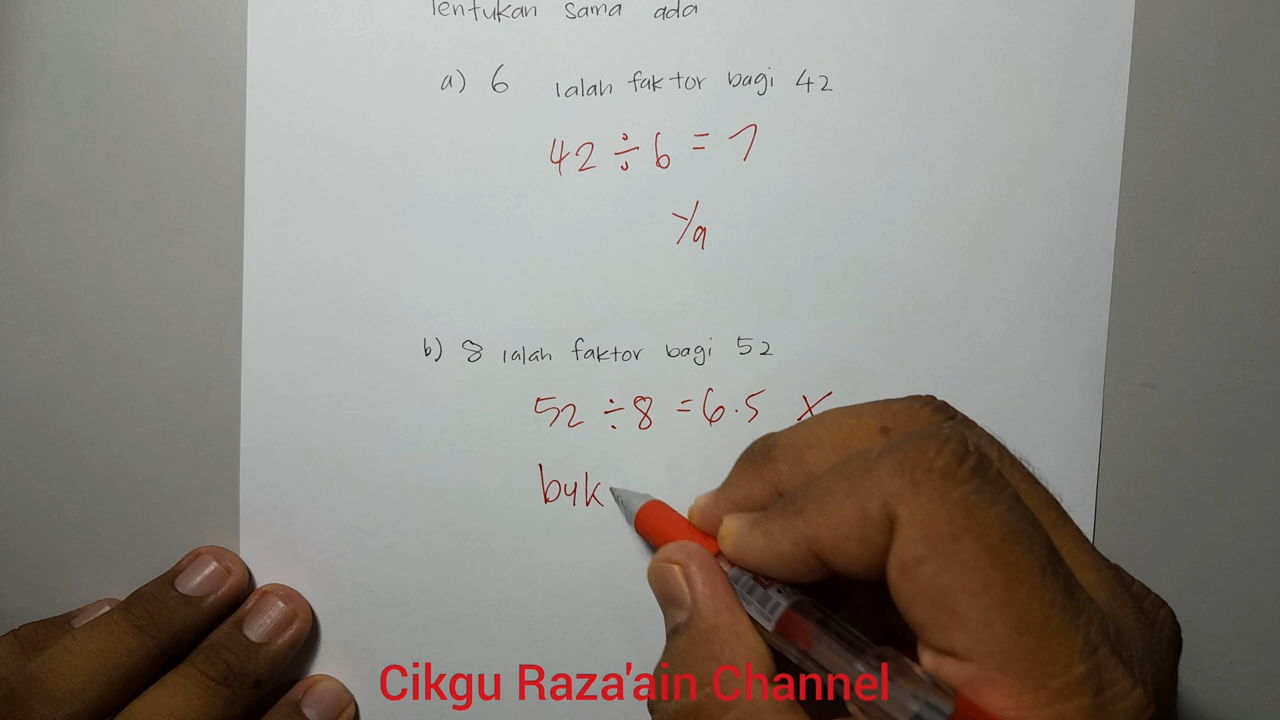 Tentukan sama ada
a) 6 ialah faktor bagi 42
42 ÷ 6 = 7
Ya
b) 8 ialah faktor bagi 52
52 ÷ 8 = 6.5 X
buk
Cikgu Raza'ain Channel